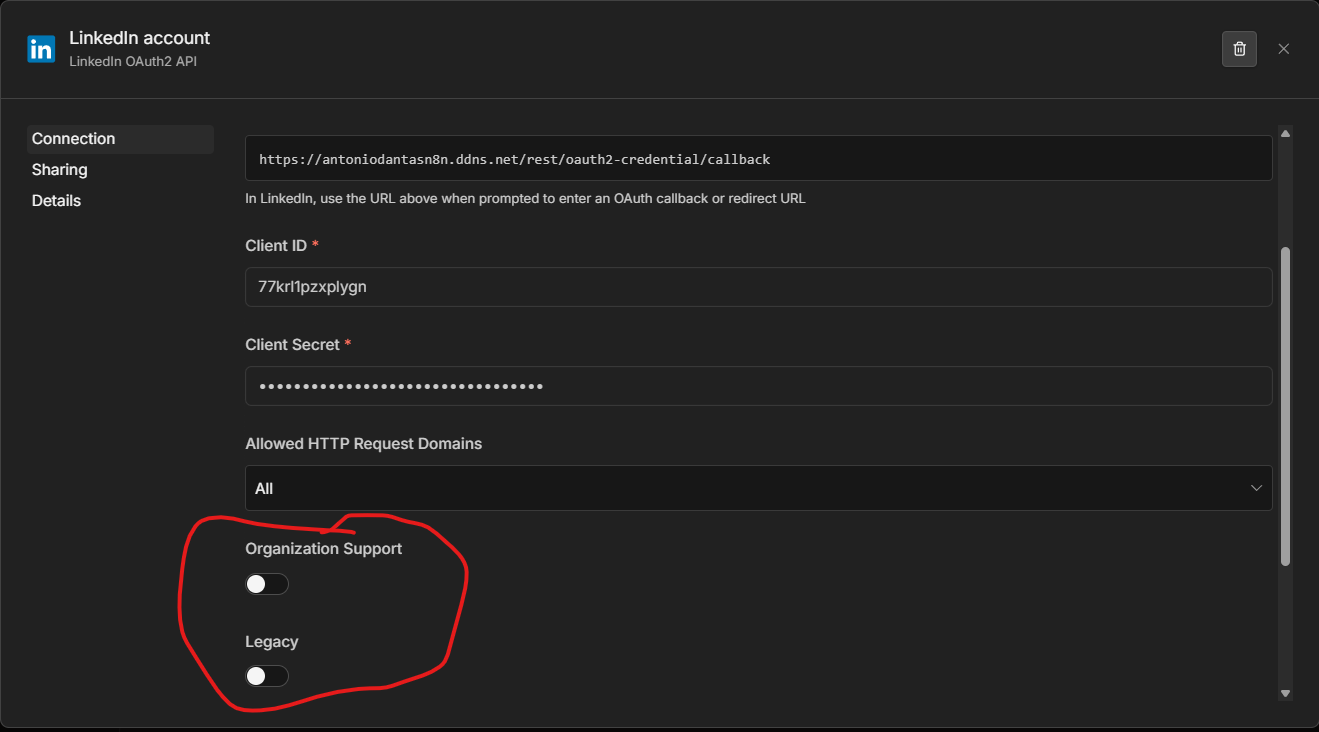 in
LinkedIn account
LinkedIn OAuth2 API
Connection
Sharing
Details
https://antoniodantasn8n.ddns.net/rest/oauth2-credential/callback
In LinkedIn, use the URL above when prompted to enter an OAuth callback or redirect URL
Client ID *
77krl1pzxplygn
Client Secret *
•••••••••••••••••••••••••••••••••
Allowed HTTP Request Domains
All
Organization Support
Legacy